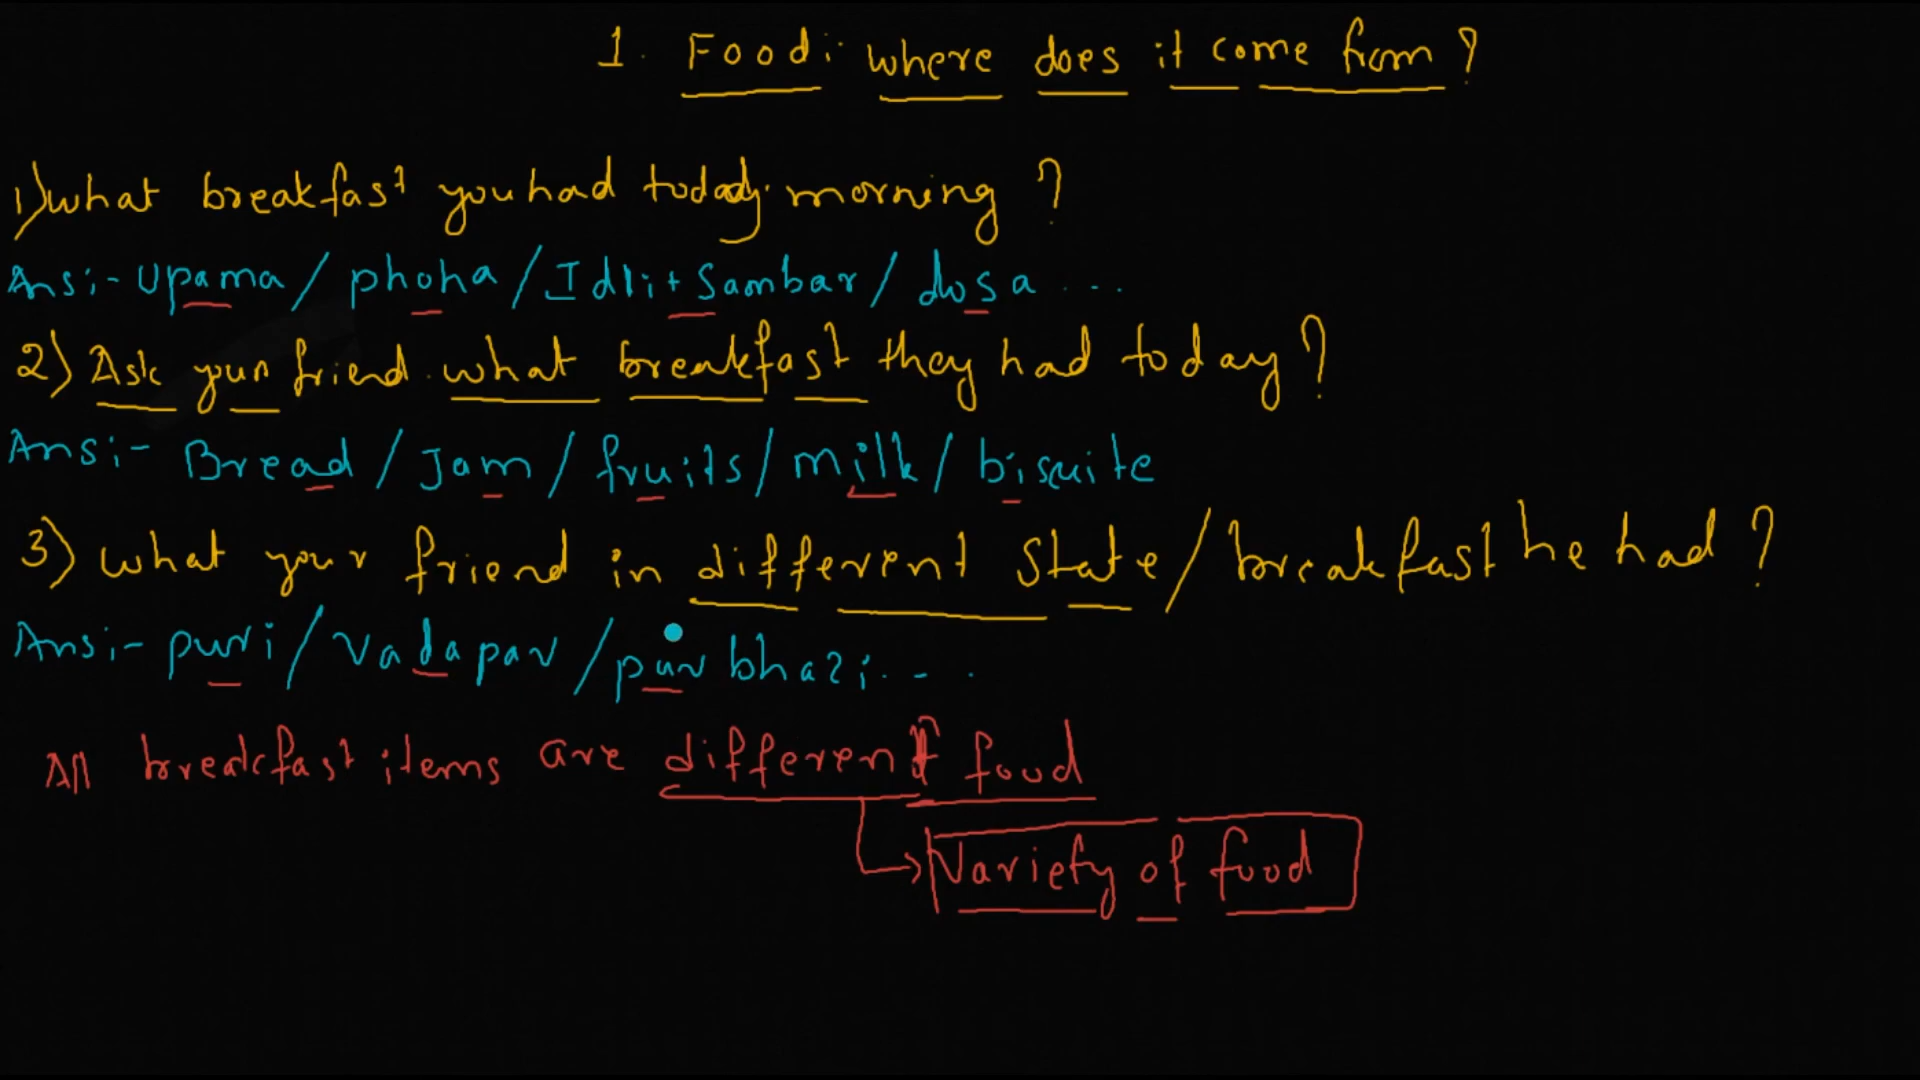 1. Food:- where does it come from?
1) what breakfast you had today morning?
Ans:- Upama / phoha / Idli + Sambar / dosa ...
2) Ask your friend what breakfast they had today?
Ans:- Bread / Jam / fruits / milk / biscuite
3) what your friend in different State / breakfast he had?
Ans:- puri / vadapav / pav bhaji...
All breakfast items are different food
Variety of food